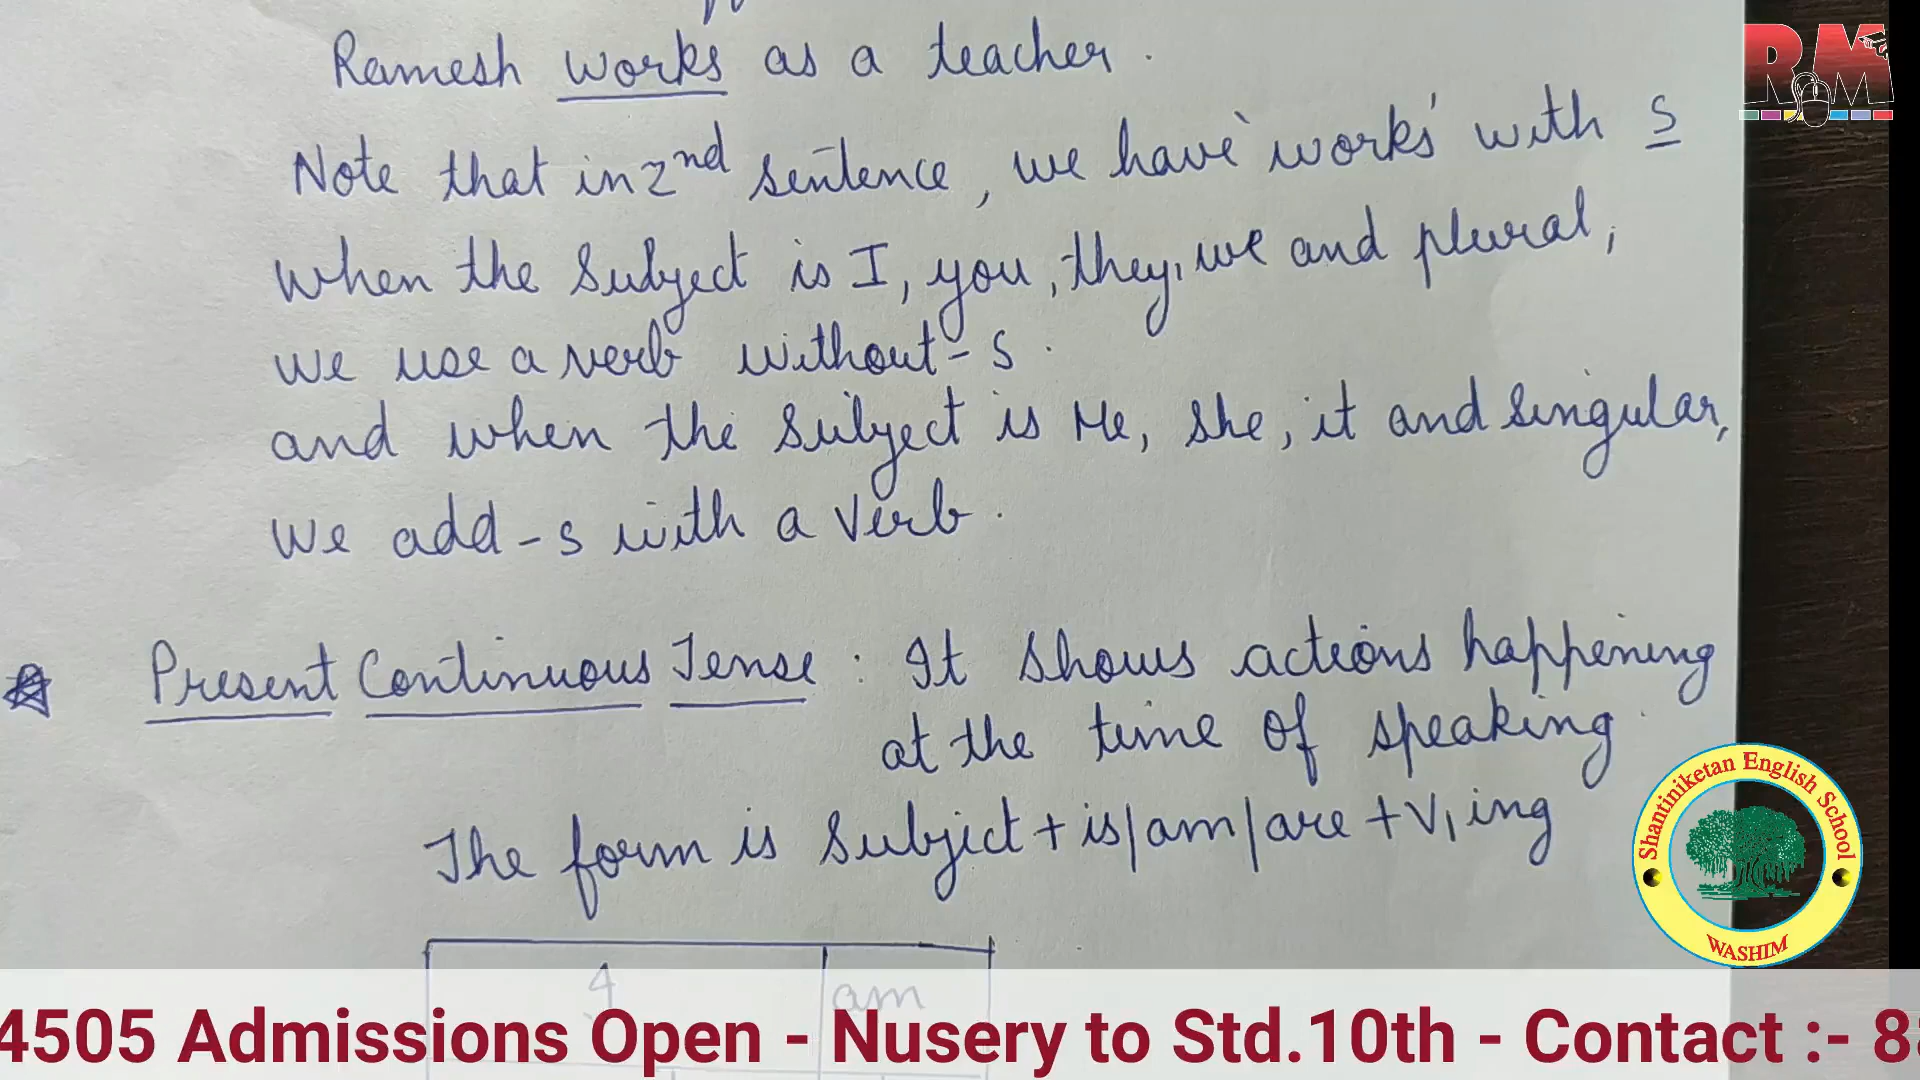 Ramesh works as a teacher.
Note that in 2nd sentence, we have 'works' with s
when the subject is I, you, they, we and plural,
we use a verb without - s.
and when the subject is He, she, it and singular,
we add - s with a verb.
Present Continuous Tense : It shows actions happening
at the time of speaking
The form is Subject + is/am/are + V1 ing
I am
4505 Admissions Open - Nusery to Std.10th - Contact :- 8
RM
Shantiniketan English School
WASHIM